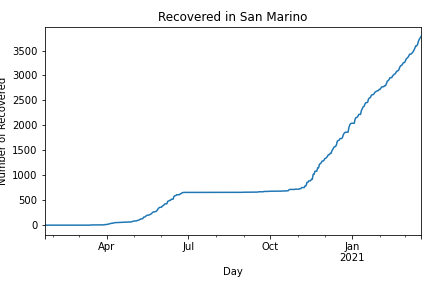 Recovered in San Marino
Number of Recovered
3500
3000
2500
2000
1500
1000
500
0
Apr
Jul
Oct
Jan
2021
Day